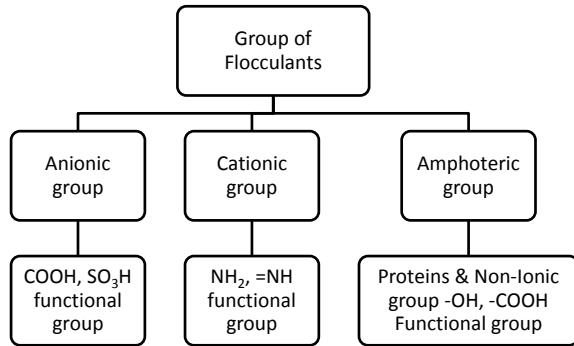 Group of
Flocculants
Anionic
group
Cationic
group
Amphoteric
group
COOH, SO₃H
functional
group
NH₂, =NH
functional
group
Proteins & Non-Ionic
group -OH, -COOH
Functional group